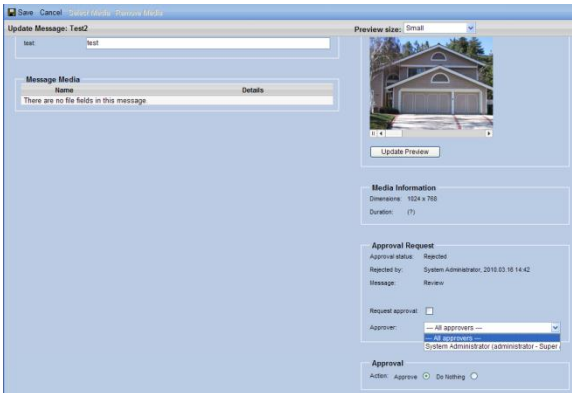 Save Cancel Select Media Remove Media
Update Message: Test2
Preview size: Small
test: test
Message Media
Name Details
There are no file fields in this message
Update Preview
Media Information
Dimensions: 1024 x 768
Duration: (?)
Approval Request
Approval status: Rejected
Rejected by: System Administrator, 2010.03.16 14:42
Message: Review
Request approval:
Approver: --- All approvers ---
--- All approvers ---
System Administrator (administrator - Super
Approval
Action: Approve Do Nothing